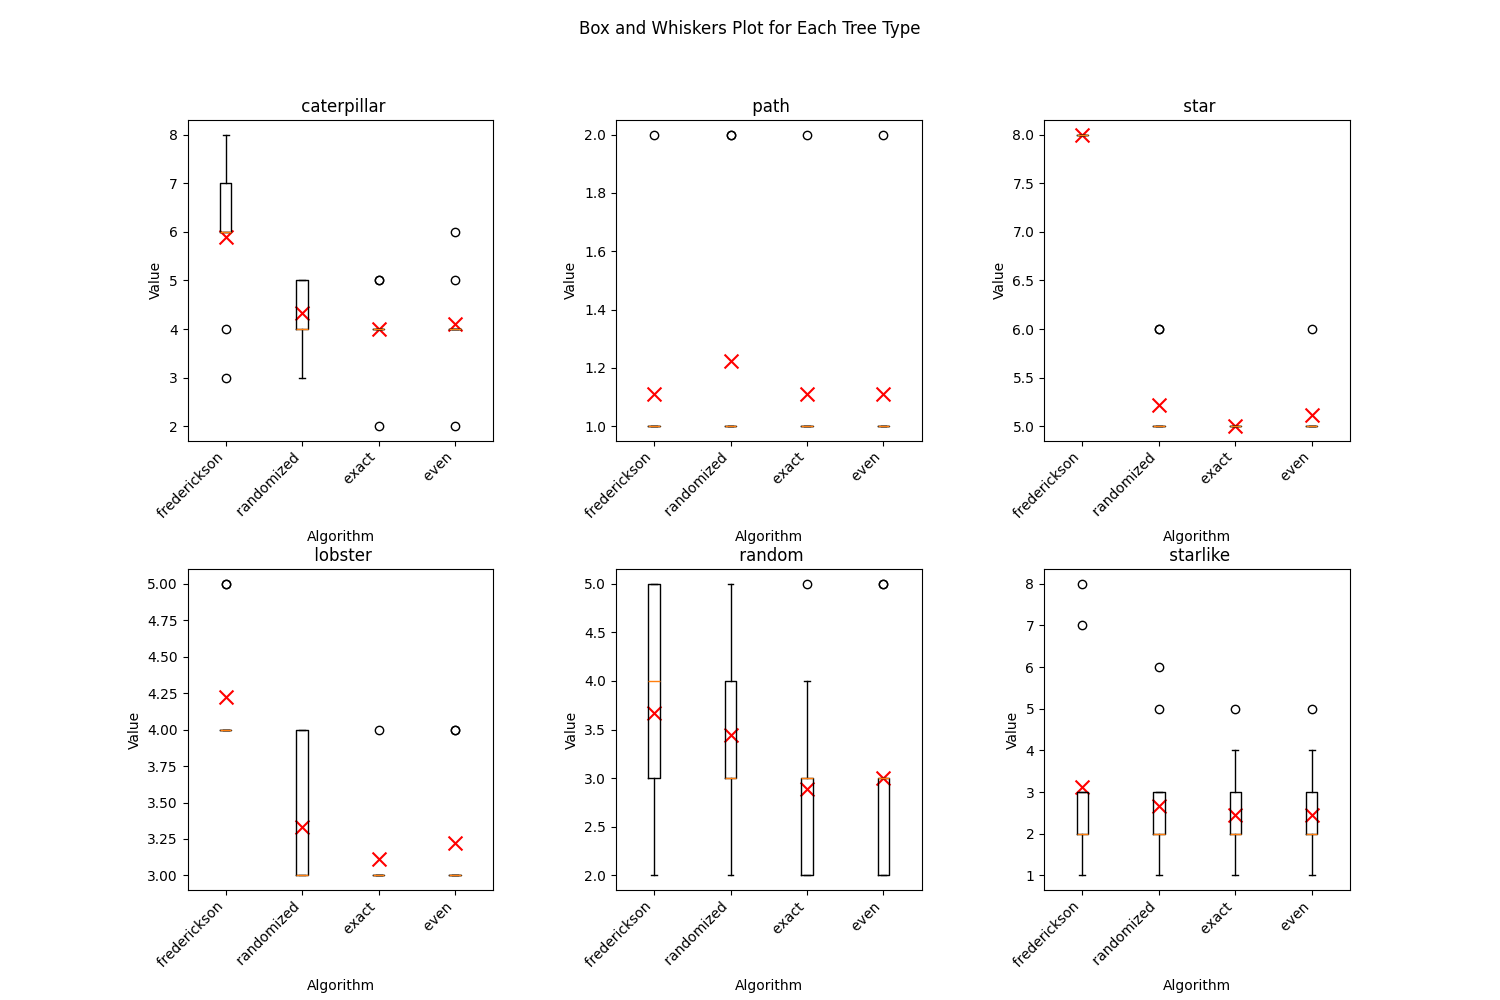 Box and Whiskers Plot for Each Tree Type
caterpillar
8
7
6
5
4
3
2
Value
frederickson
randomized
exact
even
Algorithm
path
2.0
1.8
1.6
1.4
1.2
1.0
Value
frederickson
randomized
exact
even
Algorithm
star
8.0
7.5
7.0
6.5
6.0
5.5
5.0
Value
frederickson
randomized
exact
even
Algorithm
lobster
5.00
4.75
4.50
4.25
4.00
3.75
3.50
3.25
3.00
Value
frederickson
randomized
exact
even
Algorithm
random
5.0
4.5
4.0
3.5
3.0
2.5
2.0
Value
frederickson
randomized
exact
even
Algorithm
starlike
8
7
6
5
4
3
2
1
Value
frederickson
randomized
exact
even
Algorithm